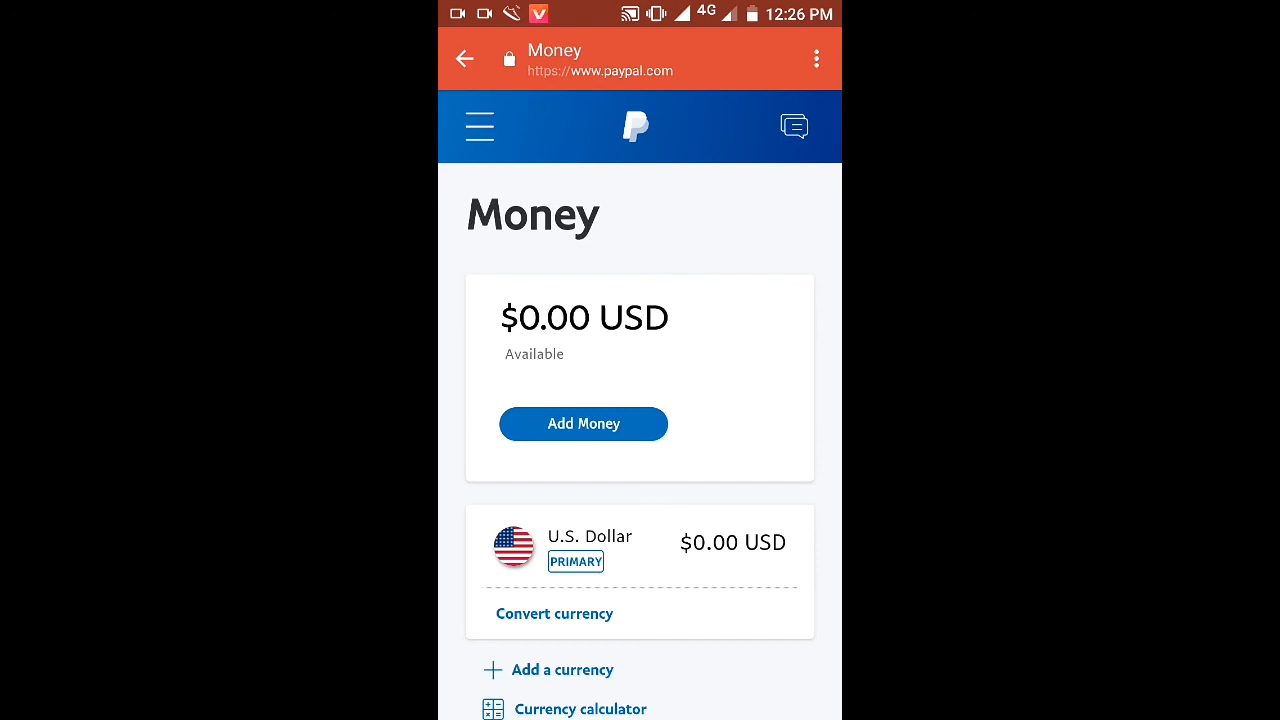 4G 12:26 PM
Money
https://www.paypal.com
Money
$0.00 USD
Available
Add Money
U.S. Dollar
$0.00 USD
PRIMARY
Convert currency
Add a currency
Currency calculator